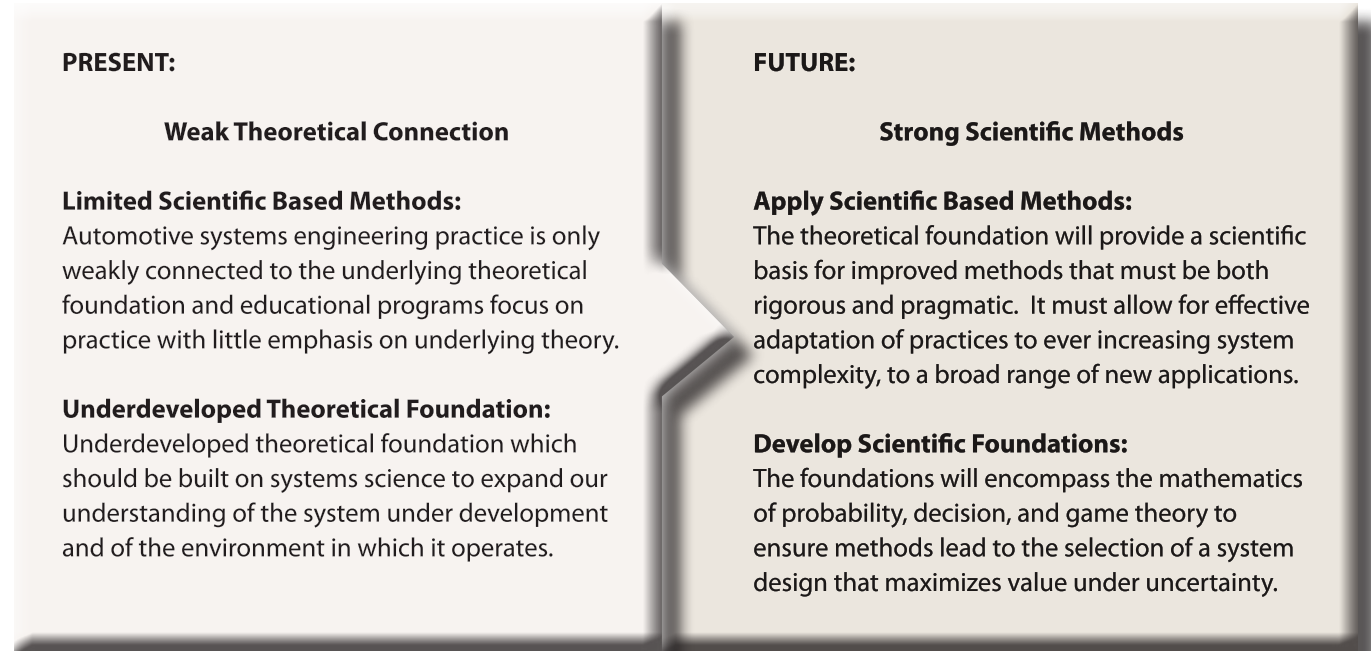 PRESENT:
Weak Theoretical Connection
Limited Scientific Based Methods:
Automotive systems engineering practice is only
weakly connected to the underlying theoretical
foundation and educational programs focus on
practice with little emphasis on underlying theory.
Underdeveloped Theoretical Foundation:
Underdeveloped theoretical foundation which
should be built on systems science to expand our
understanding of the system under development
and of the environment in which it operates.
FUTURE:
Strong Scientific Methods
Apply Scientific Based Methods:
The theoretical foundation will provide a scientific
basis for improved methods that must be both
rigorous and pragmatic.  It must allow for effective
adaptation of practices to ever increasing system
complexity, to a broad range of new applications.
Develop Scientific Foundations:
The foundations will encompass the mathematics
of probability, decision, and game theory to
ensure methods lead to the selection of a system
design that maximizes value under uncertainty.